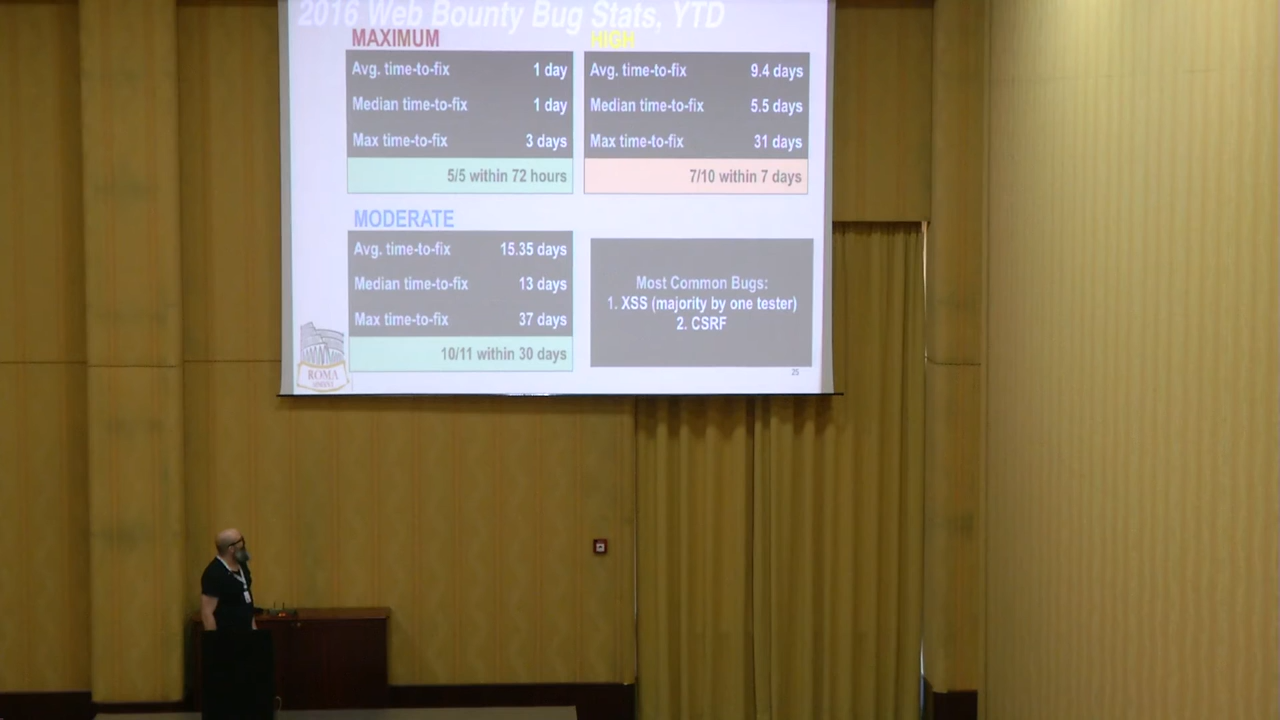 2016 Web Bounty Bug Stats, YTD
MAXIMUM
Avg. time-to-fix 1 day
Median time-to-fix 1 day
Max time-to-fix 3 days
5/5 within 72 hours
HIGH
Avg. time-to-fix 9.4 days
Median time-to-fix 5.5 days
Max time-to-fix 31 days
7/10 within 7 days
MODERATE
Avg. time-to-fix 15.35 days
Median time-to-fix 13 days
Max time-to-fix 37 days
10/11 within 30 days
Most Common Bugs:
1. XSS (majority by one tester)
2. CSRF
ROMA
25